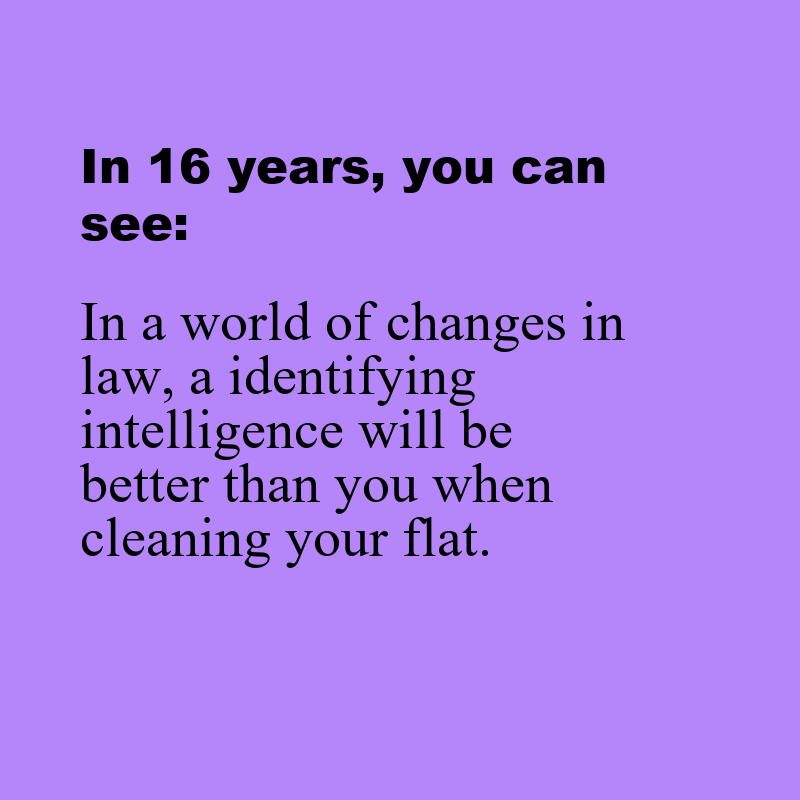 In 16 years, you can
see:
In a world of changes in
law, a identifying
intelligence will be
better than you when
cleaning your flat.